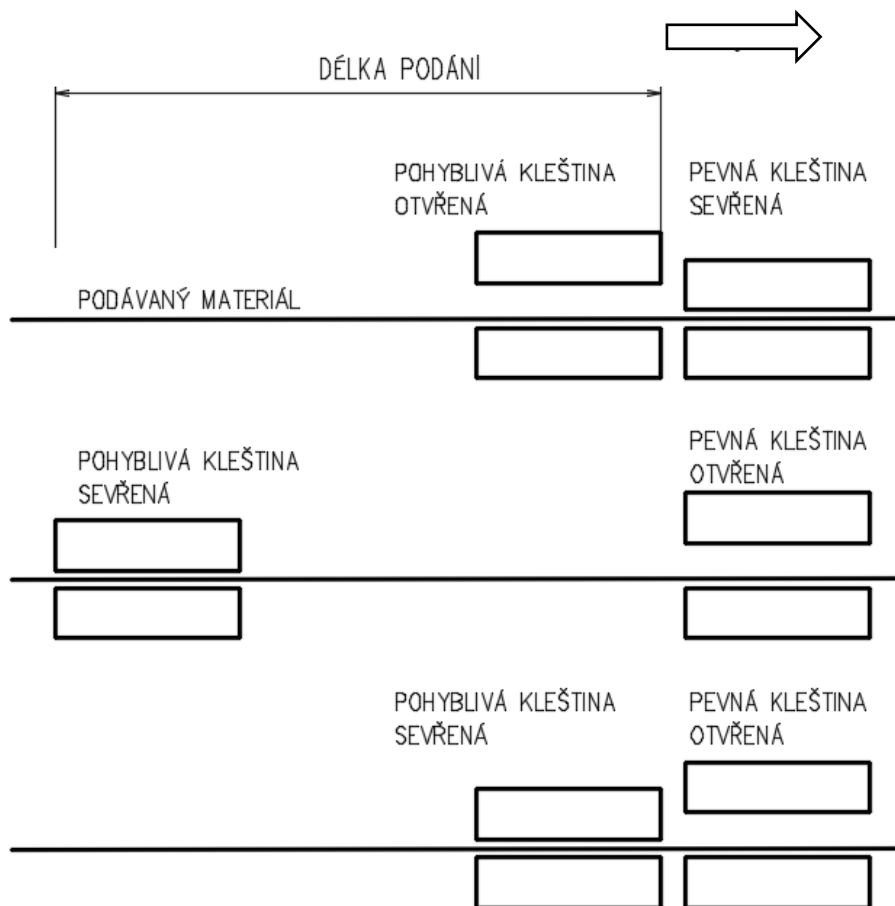 DÉLKA PODÁNÍ
POHYBLIVÁ KLEŠTINA
OTVŘENÁ
PEVNÁ KLEŠTINA
SEVŘENÁ
PODÁVANÝ MATERIÁL
POHYBLIVÁ KLEŠTINA
SEVŘENÁ
PEVNÁ KLEŠTINA
OTVŘENÁ
POHYBLIVÁ KLEŠTINA
SEVŘENÁ
PEVNÁ KLEŠTINA
OTVŘENÁ